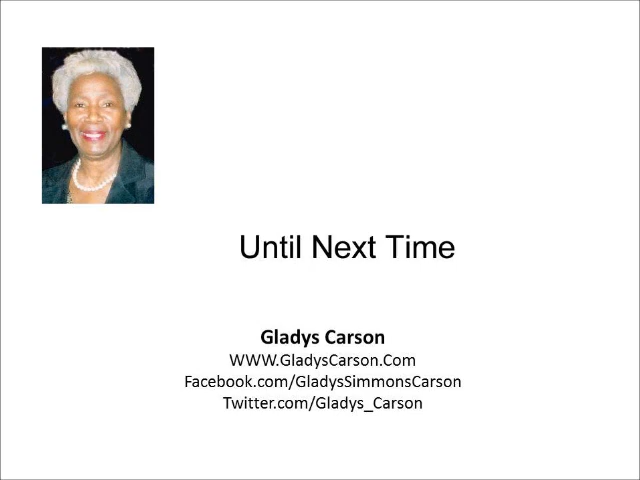 Until Next Time
Gladys Carson
WWW.GladysCarson.Com
Facebook.com/GladysSimmonsCarson
Twitter.com/Gladys_Carson